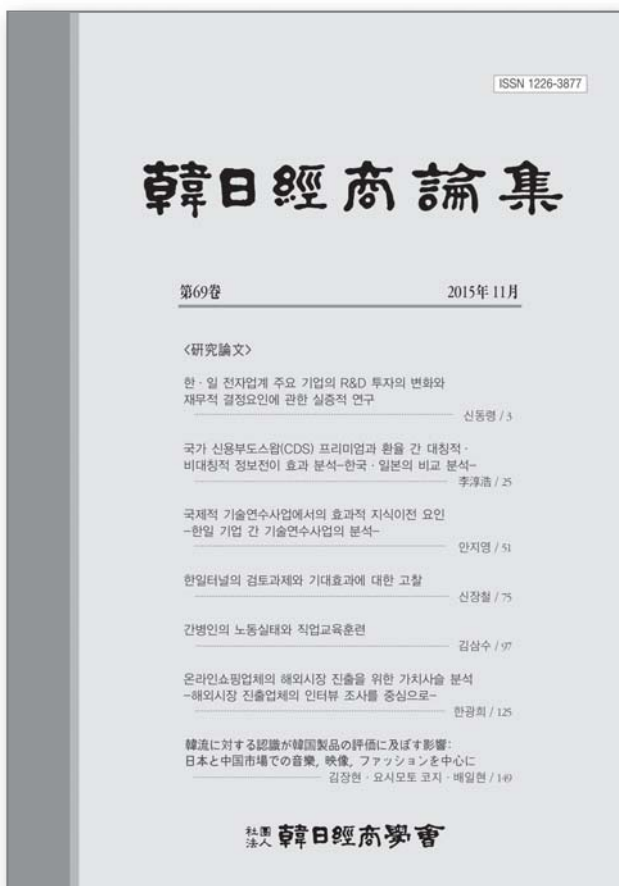 ISSN 1226-3877
韓日經商論集
第69卷 2015年 11月
〈研究論文〉
한 · 일 전자업계 주요 기업의 R&D 투자의 변화와
재무적 결정요인에 관한 실증적 연구
신동령 / 3
국가 신용부도스왑(CDS) 프리미엄과 환율 간 대칭적 ·
비대칭적 정보전이 효과 분석-한국 · 일본의 비교 분석-
李淳浩 / 25
국제적 기술연수사업에서의 효과적 지식이전 요인
-한일 기업 간 기술연수사업의 분석-
안지영 / 51
한일터널의 검토과제와 기대효과에 대한 고찰
신장철 / 75
간병인의 노동실태와 직업교육훈련
김삼수 / 97
온라인쇼핑업체의 해외시장 진출을 위한 가치사슬 분석
-해외시장 진출업체의 인터뷰 조사를 중심으로-
한광희 / 125
韓流に対する認識が韓国製品の評価に及ぼす影響:
日本と中国市場での音樂, 映像, ファッションを中心に
김장현 · 요시모토 코지 · 배일현 / 149
社團法人 韓日經商學會